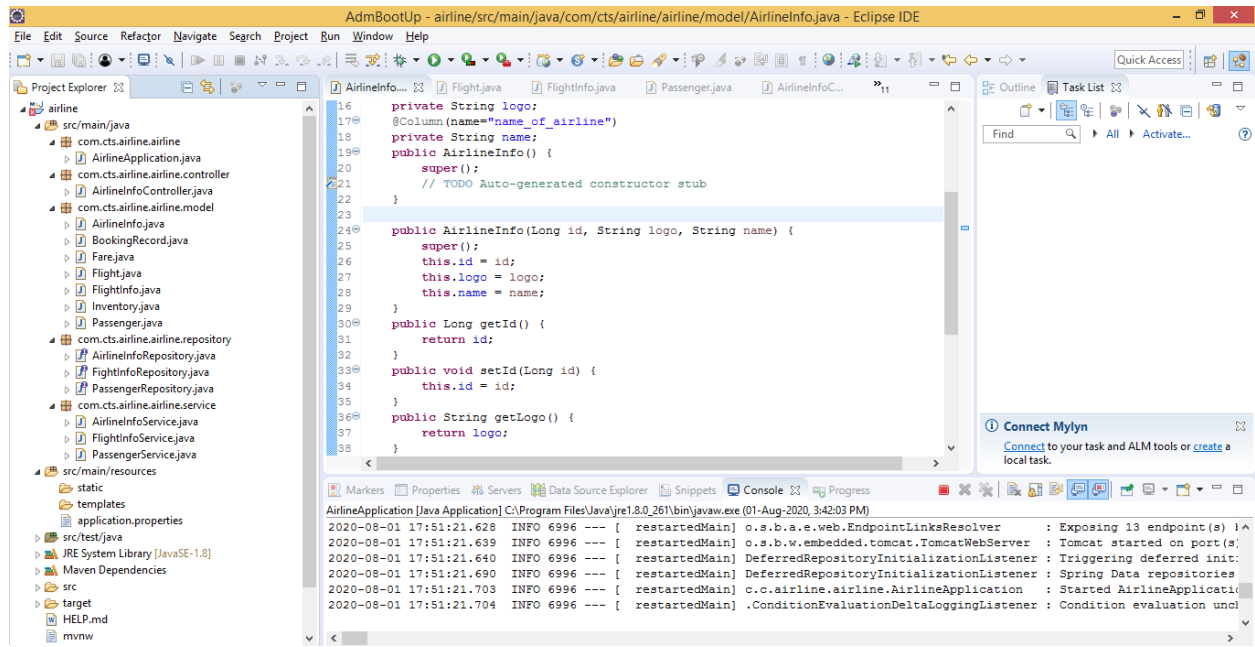 AdmBootUp - airline/src/main/java/com/cts/airline/airline/model/AirlineInfo.java - Eclipse IDE
File Edit Source Refactor Navigate Search Project Run Window Help
Quick Access
Project Explorer
airline
src/main/java
com.cts.airline.airline
AirlineApplication.java
com.cts.airline.airline.controller
AirlineInfoController.java
com.cts.airline.airline.model
AirlineInfo.java
BookingRecord.java
Fare.java
Flight.java
FlightInfo.java
Inventory.java
Passenger.java
com.cts.airline.airline.repository
AirlineInfoRepository.java
FightInfoRepository.java
PassengerRepository.java
com.cts.airline.airline.service
AirlineInfoService.java
FlightInfoService.java
PassengerService.java
src/main/resources
static
templates
application.properties
src/test/java
JRE System Library [JavaSE-1.8]
Maven Dependencies
src
target
HELP.md
mvnw
AirlineInfo.... Flight.java FlightInfo.java Passenger.java AirlineInfoC... »11
16 private String logo;
17 @Column(name="name_of_airline")
18 private String name;
19 public AirlineInfo() {
20 super();
21 // TODO Auto-generated constructor stub
22 }
23
24 public AirlineInfo(Long id, String logo, String name) {
25 super();
26 this.id = id;
27 this.logo = logo;
28 this.name = name;
29 }
30 public Long getId() {
31 return id;
32 }
33 public void setId(Long id) {
34 this.id = id;
35 }
36 public String getLogo() {
37 return logo;
38 }
Outline Task List
Find All Activate...
Connect Mylyn
Connect to your task and ALM tools or create a
local task.
Markers Properties Servers Data Source Explorer Snippets Console Progress
AirlineApplication [Java Application] C:\Program Files\Java\jre1.8.0_261\bin\javaw.exe (01-Aug-2020, 3:42:03 PM)
2020-08-01 17:51:21.628 INFO 6996 --- [ restartedMain] o.s.b.a.e.web.EndpointLinksResolver : Exposing 13 endpoint(s)
2020-08-01 17:51:21.639 INFO 6996 --- [ restartedMain] o.s.b.w.embedded.tomcat.TomcatWebServer : Tomcat started on port(s)
2020-08-01 17:51:21.640 INFO 6996 --- [ restartedMain] DeferredRepositoryInitializationListener : Triggering deferred init
2020-08-01 17:51:21.690 INFO 6996 --- [ restartedMain] DeferredRepositoryInitializationListener : Spring Data repositories
2020-08-01 17:51:21.703 INFO 6996 --- [ restartedMain] c.c.airline.airline.AirlineApplication : Started AirlineApplicatio
2020-08-01 17:51:21.704 INFO 6996 --- [ restartedMain] .ConditionEvaluationDeltaLoggingListener : Condition evaluation unc